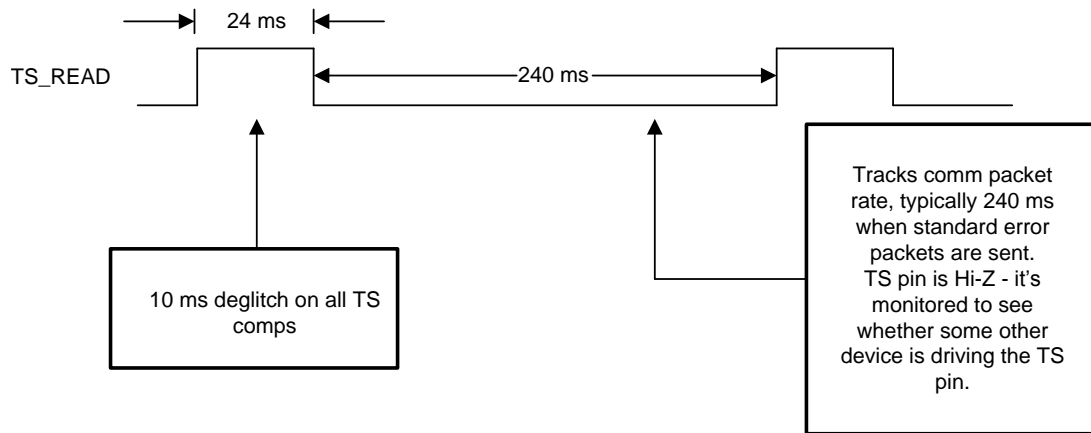 24 ms
TS_READ
240 ms
10 ms deglitch on all TS
comps
Tracks comm packet
rate, typically 240 ms
when standard error
packets are sent.
TS pin is Hi-Z - it's
monitored to see
whether some other
device is driving the TS
pin.